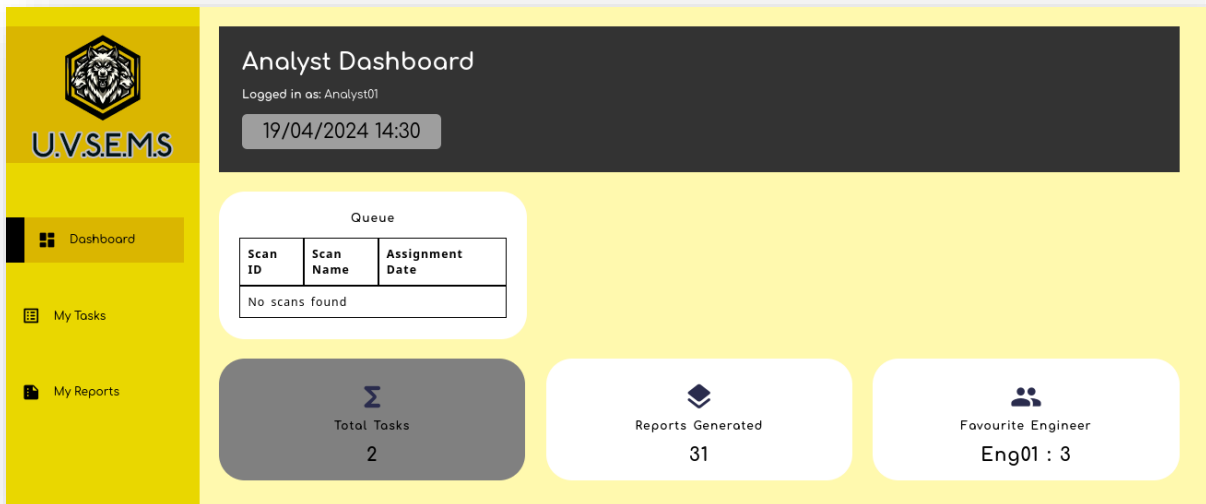 U.V.S.E.M.S
Dashboard
My Tasks
My Reports
Analyst Dashboard
Logged in as: Analyst01
19/04/2024 14:30
Queue
Scan ID Scan Name Assignment Date
No scans found
Total Tasks
2
Reports Generated
31
Favourite Engineer
Eng01 : 3